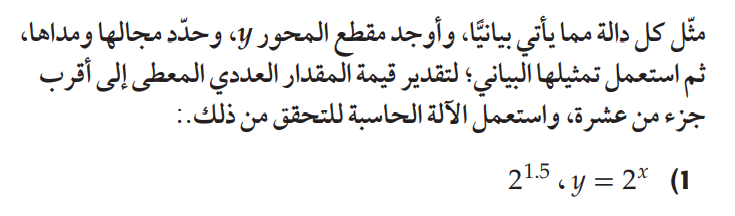 مثّل كل دالة مما يأتي بيانيًّا، وأوجد مقطع المحور y، وحدّد مجالها ومداها،
ثم استعمل تمثيلها البياني؛ لتقدير قيمة المقدار العددي المعطى إلى أقرب
جزء من عشرة، واستعمل الآلة الحاسبة للتحقق من ذلك.:
(1 y = 2^x ، 2^1.5